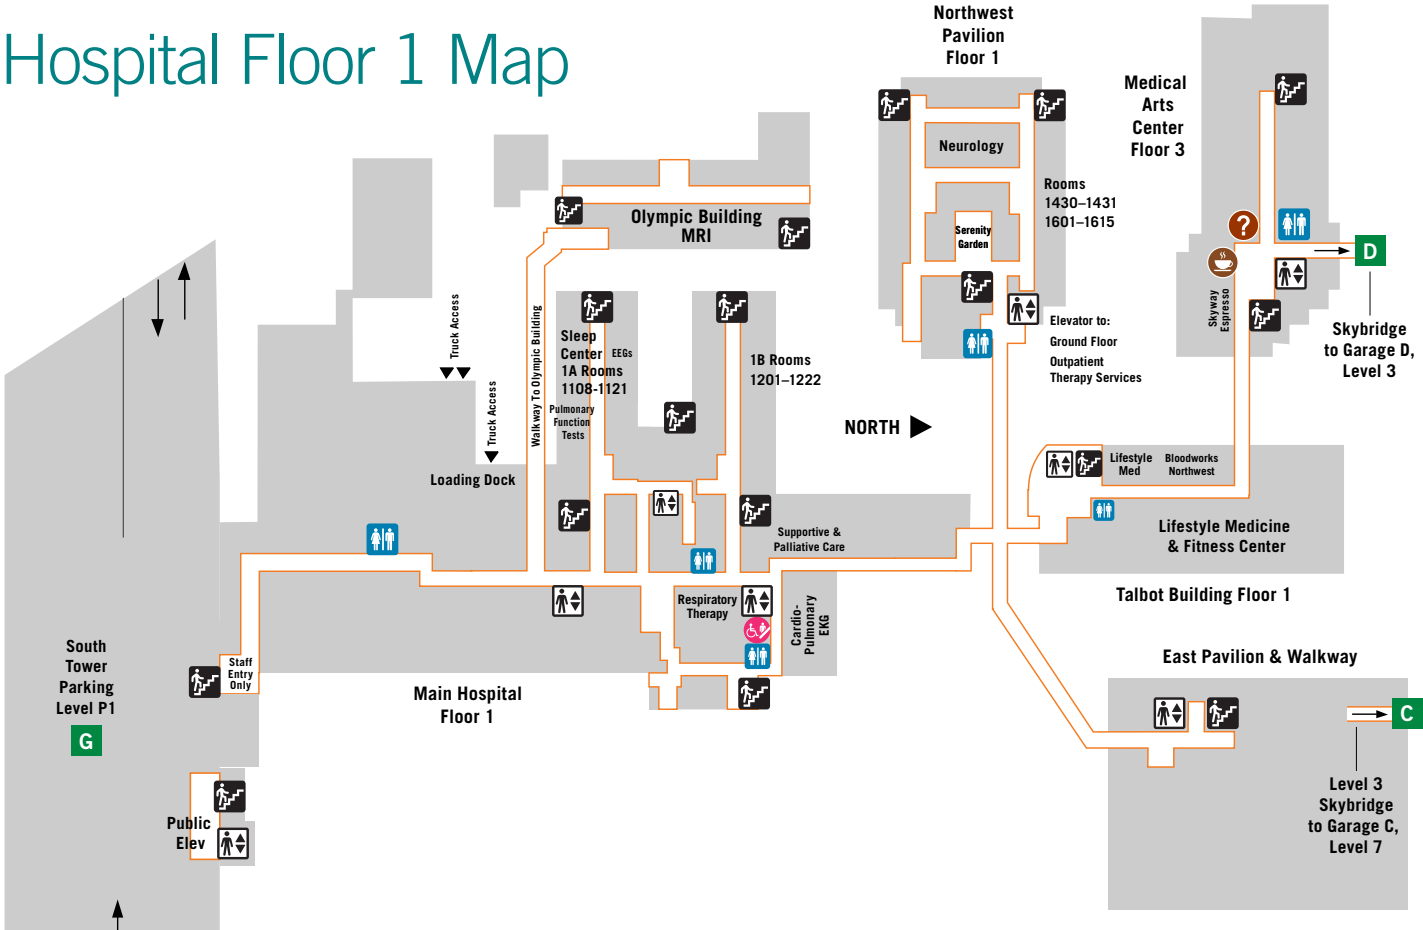 Hospital Floor 1 Map
Northwest
Pavilion
Floor 1
Medical
Arts
Center
Floor 3
Neurology
Rooms
1430–1431
1601–1615
Serenity
Garden
Olympic Building
MRI
?
D
Skyway
Espresso
Skybridge
to Garage D,
Level 3
Elevator to:
Ground Floor
Outpatient
Therapy Services
Truck Access
Truck Access
Walkway To Olympic Building
Sleep
Center
1A Rooms
1108-1121
EEGs
Pulmonary
Function
Tests
1B Rooms
1201–1222
NORTH
Loading Dock
Lifestyle
Med
Bloodworks
Northwest
Supportive &
Palliative Care
Lifestyle Medicine
& Fitness Center
Talbot Building Floor 1
Respiratory
Therapy
Cardio-
Pulmonary
EKG
South
Tower
Parking
Level P1
G
Staff
Entry
Only
Main Hospital
Floor 1
East Pavilion & Walkway
C
Level 3
Skybridge
to Garage C,
Level 7
Public
Elev